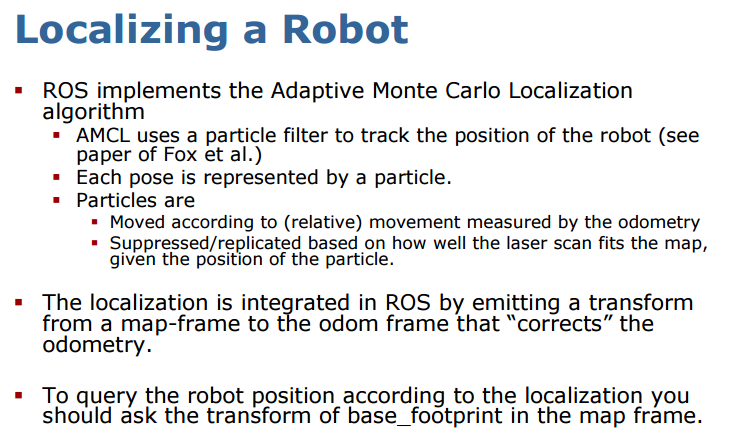 Localizing a Robot
ROS implements the Adaptive Monte Carlo Localization
algorithm
AMCL uses a particle filter to track the position of the robot (see
paper of Fox et al.)
Each pose is represented by a particle.
Particles are
Moved according to (relative) movement measured by the odometry
Suppressed/replicated based on how well the laser scan fits the map,
given the position of the particle.
The localization is integrated in ROS by emitting a transform
from a map-frame to the odom frame that “corrects” the
odometry.
To query the robot position according to the localization you
should ask the transform of base_footprint in the map frame.